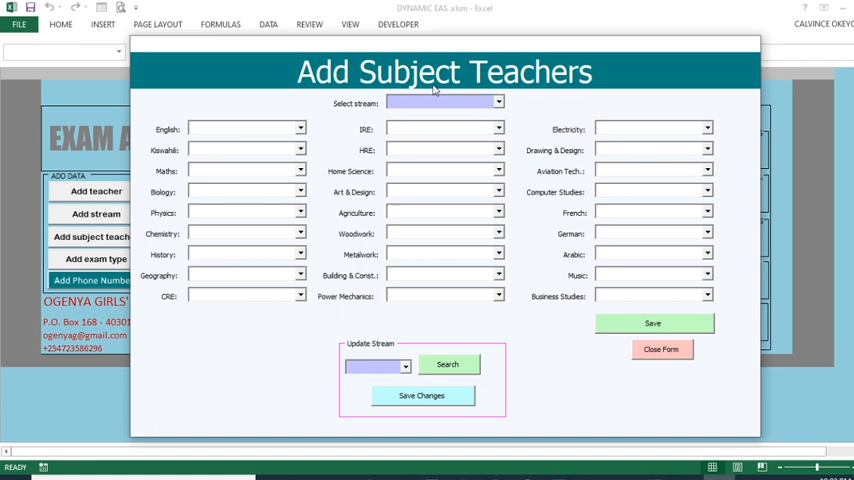 DYNAMIC EAS .xlsm - Excel
FILE HOME INSERT PAGE LAYOUT FORMULAS DATA REVIEW VIEW DEVELOPER CALVINCE OKEYO
Add Subject Teachers
Select stream:
English: IRE: Electricity:
Kiswahili: HRE: Drawing & Design:
Maths: Home Science: Aviation Tech.:
Biology: Art & Design: Computer Studies:
Physics: Agriculture: French:
Chemistry: Woodwork: German:
History: Metalwork: Arabic:
Geography: Building & Const.: Music:
CRE: Power Mechanics: Business Studies:
Save
Close Form
Update Stream
Search
Save Changes
EXAM A
ADD DATA
Add teacher
Add stream
Add subject teach
Add exam type
Add Phone Numbe
OGENYA GIRLS'
P.O. Box 168 - 40301
ogenyag@gmail.com
+254723586296
READY